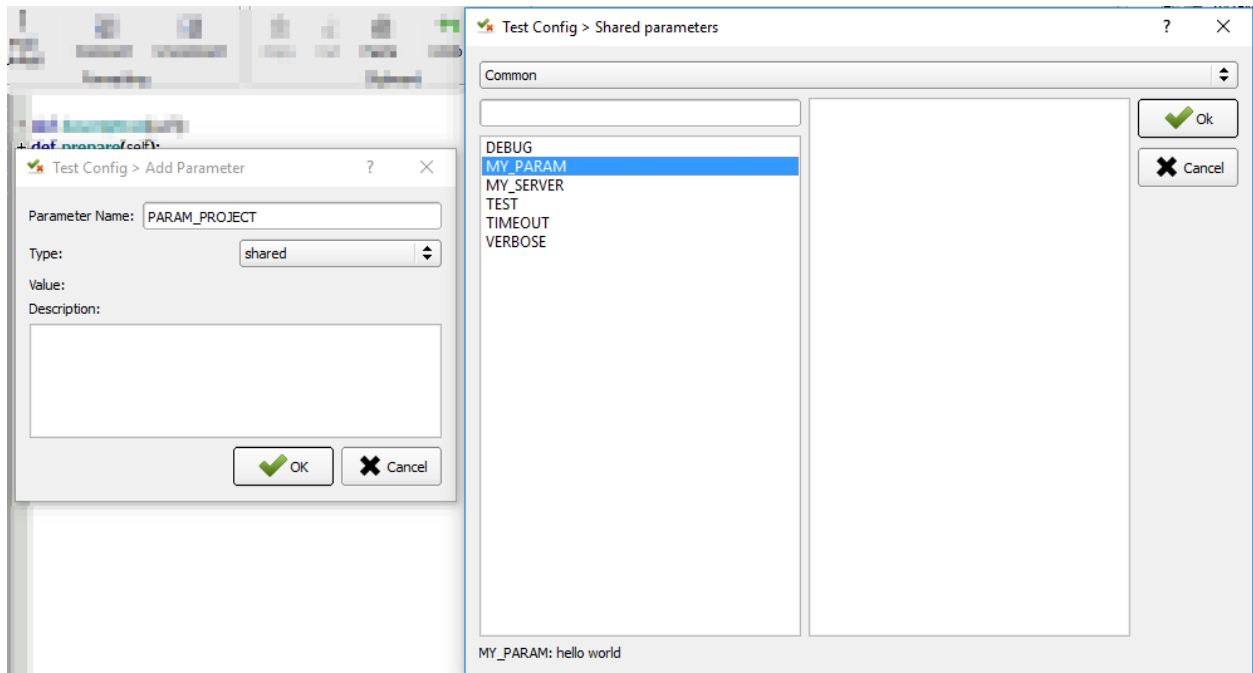 def prepare(self):
Test Config > Add Parameter
?
Parameter Name:
PARAM_PROJECT
Type:
shared
Value:
Description:
OK
Cancel
Test Config > Shared parameters
?
Common
Ok
Cancel
DEBUG
MY_PARAM
MY_SERVER
TEST
TIMEOUT
VERBOSE
MY_PARAM: hello world